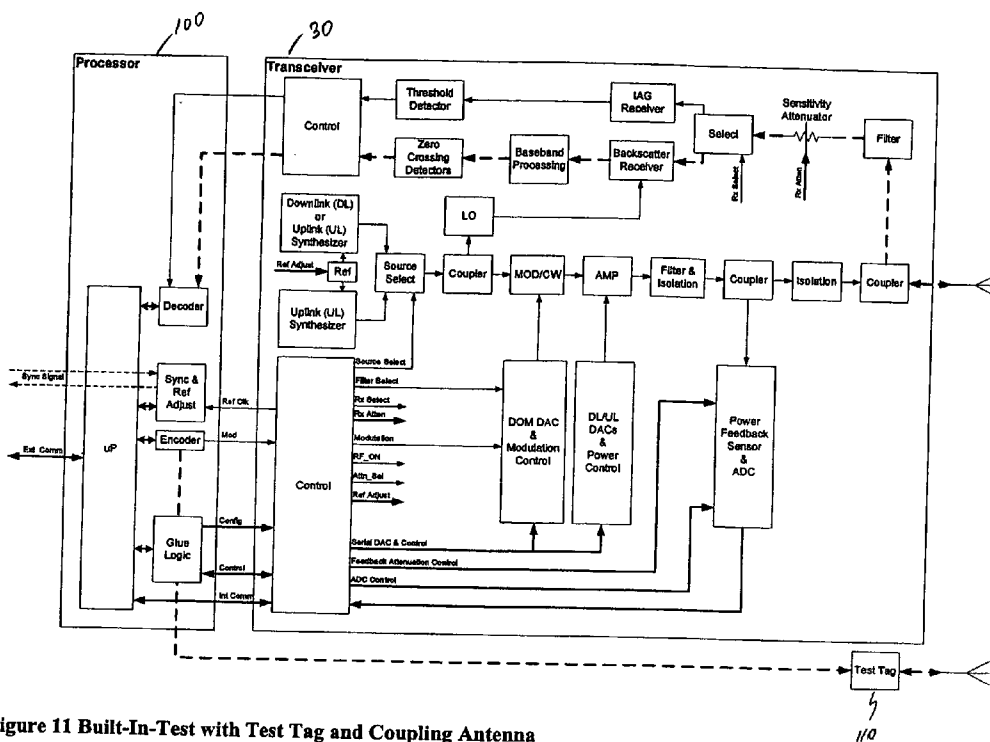 100
30
Processor
Transceiver
Control
Threshold
Detector
IAG
Receiver
Select
Sensitivity
Attenuator
Filter
Zero
Crossing
Detectors
Baseband
Processing
Backscatter
Receiver
Rx Select
Rx Atten
Downlink (DL)
or
Uplink (UL)
Synthesizer
LO
Ref Adjust
Ref
Source
Select
Coupler
MOD/CW
AMP
Filter &
Isolation
Coupler
Isolation
Coupler
Uplink (UL)
Synthesizer
Decoder
Sync Signal
Sync &
Ref
Adjust
Ref Clk
uP
Encoder
Mod
Ext Comm
Glue
Logic
Config
Control
Int Comm
Control
Source Select
Filter Select
Rx Select
Rx Atten
Modulation
RF_ON
Attn_Sel
Ref Adjust
Serial DAC & Control
Feedback Attenuation Control
ADC Control
DOM DAC
&
Modulation
Control
DL/UL
DACs
&
Power
Control
Power
Feedback
Sensor
&
ADC
Test Tag
110
igure 11 Built-In-Test with Test Tag and Coupling Antenna